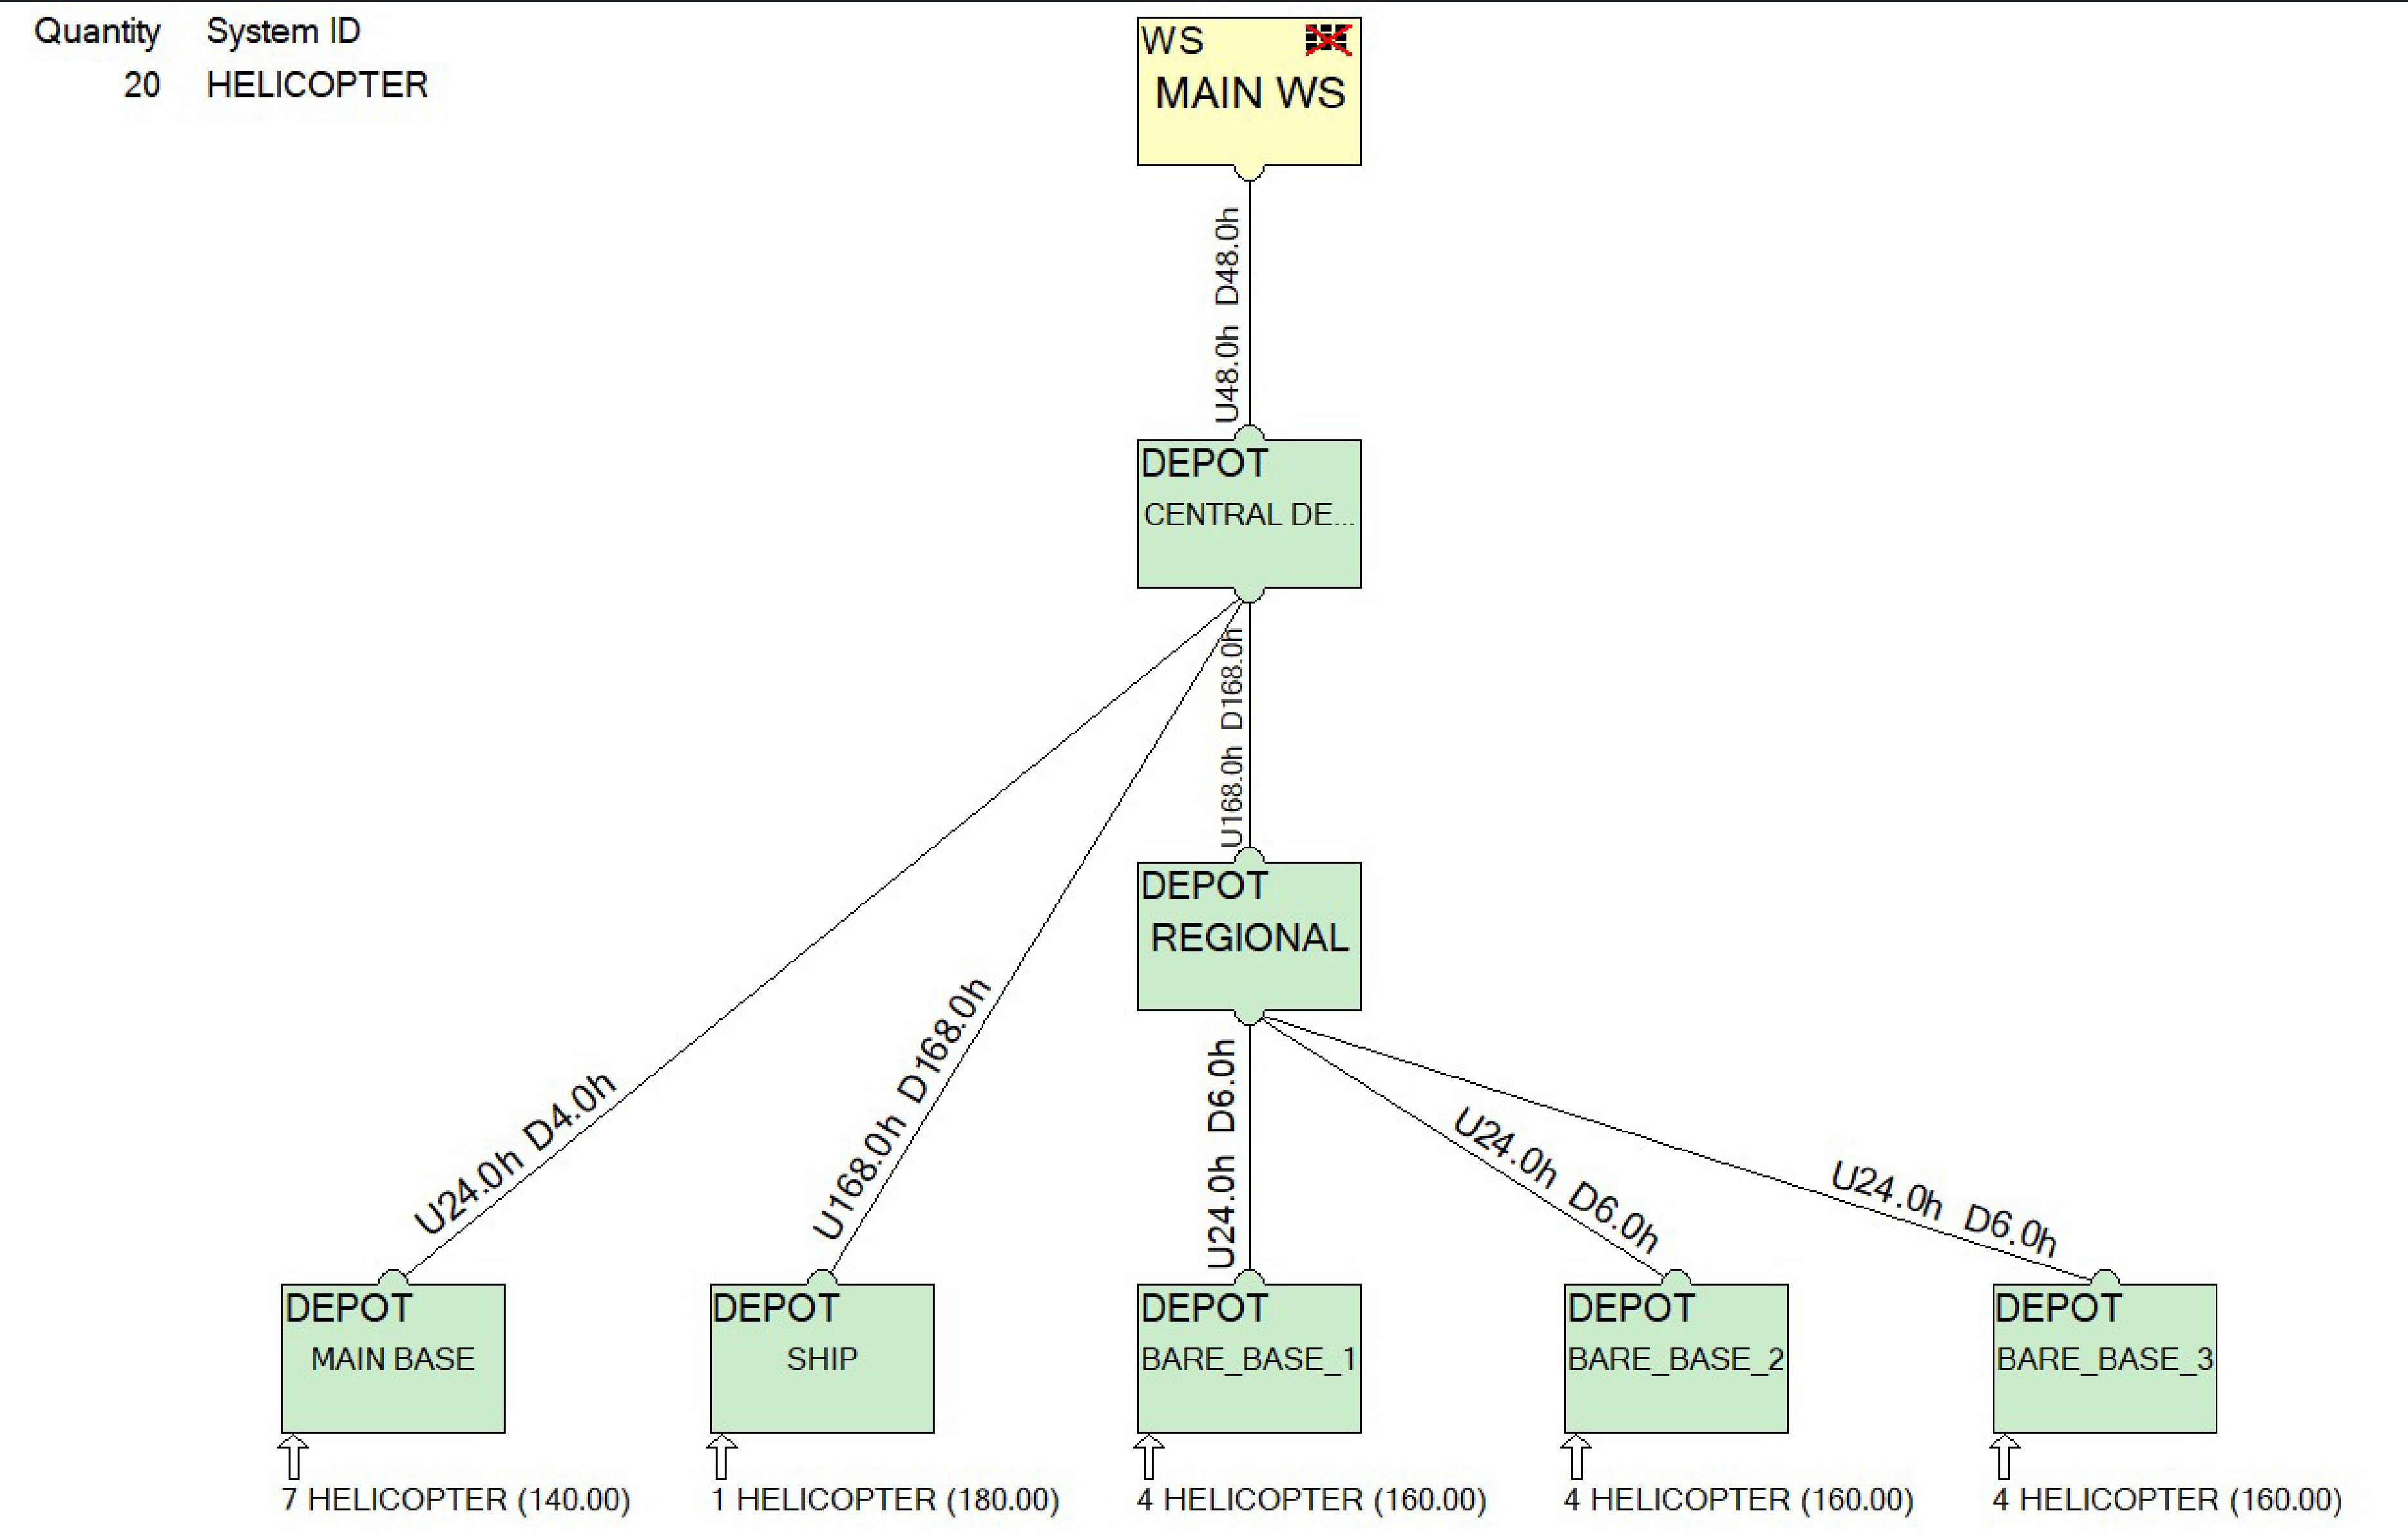 Quantity System ID
20 HELICOPTER
WS
MAIN WS
U48.0h D48.0h
DEPOT
CENTRAL DE...
U168.0h D168.0h
DEPOT
REGIONAL
U24.0h D4.0h
U168.0h D168.0h
U24.0h D6.0h
U24.0h D6.0h
U24.0h D6.0h
DEPOT
MAIN BASE
DEPOT
SHIP
DEPOT
BARE_BASE_1
DEPOT
BARE_BASE_2
DEPOT
BARE_BASE_3
7 HELICOPTER (140.00)
1 HELICOPTER (180.00)
4 HELICOPTER (160.00)
4 HELICOPTER (160.00)
4 HELICOPTER (160.00)